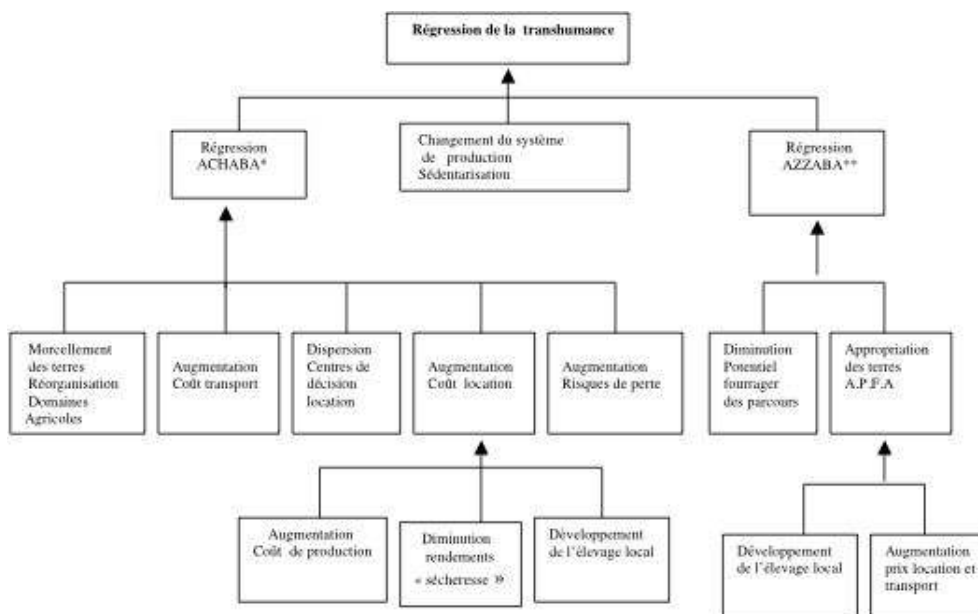 Régression de la transhumance
Régression
ACHABA*
Changement du système
de production
Sédentarisation
Régression
AZZABA**
Morcellement
des terres
Réorganisation
Domaines
Agricoles
Augmentation
Coût transport
Dispersion
Centres de
décision
location
Augmentation
Coût location
Augmentation
Risques de perte
Diminution
Potentiel
fourrager
des parcours
Appropriation
des terres
A.P.F.A
Augmentation
Coût de production
Diminution
rendements
« sécheresse »
Développement
de l'élevage local
Développement
de l'élevage local
Augmentation
prix location et
transport